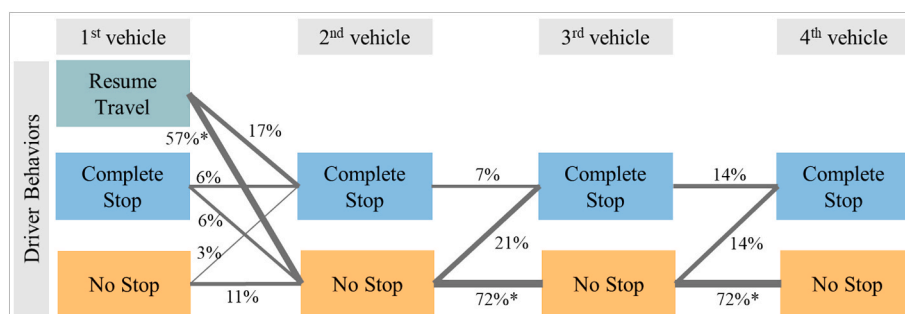 1st vehicle
2nd vehicle
3rd vehicle
4th vehicle
Driver Behaviors
Resume
Travel
57%*
17%
Complete
Stop
6%
6%
3%
Complete
Stop
7%
21%
Complete
Stop
14%
14%
Complete
Stop
No Stop
11%
No Stop
72%*
No Stop
72%*
No Stop